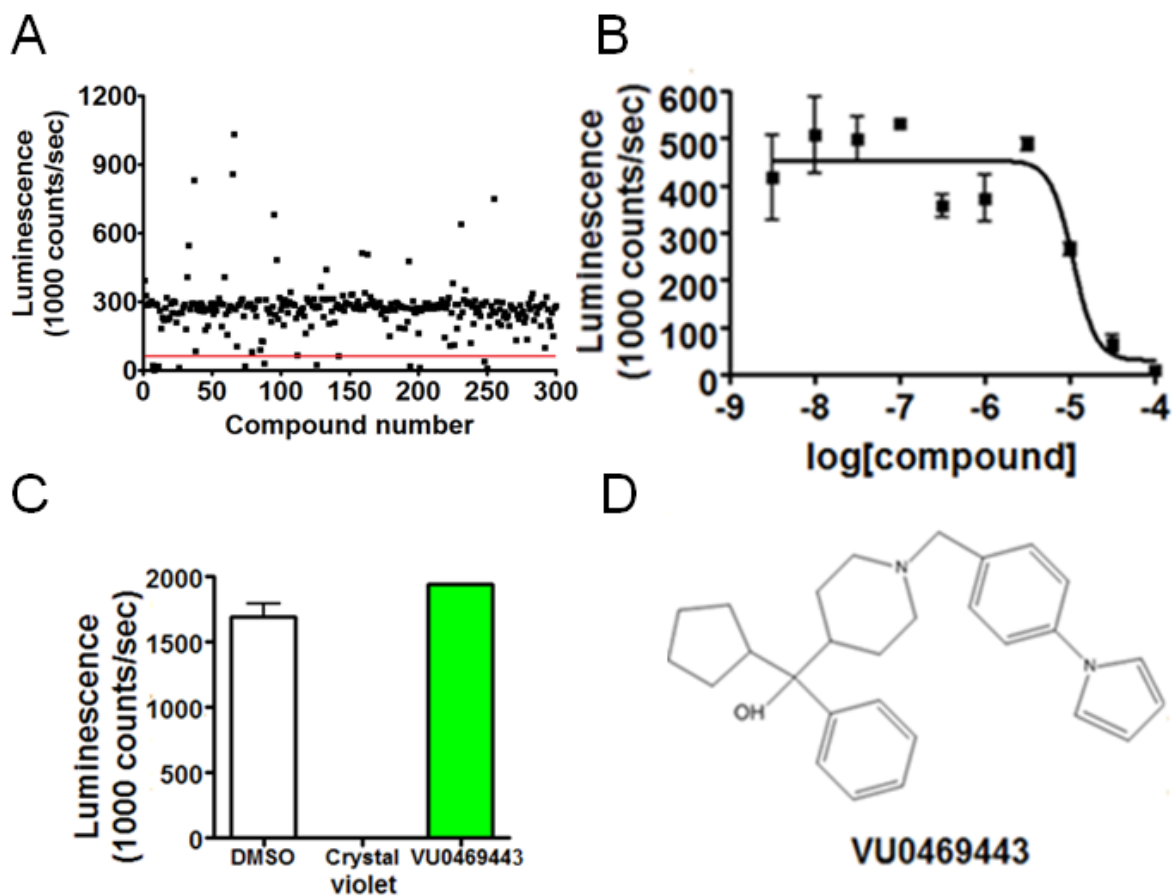 A
Luminescence
(1000 counts/sec)
1200
900
600
300
0
0 50 100 150 200 250 300
Compound number
B
Luminescence
(1000 counts/sec)
600
500
400
300
200
100
0
-9 -8 -7 -6 -5 -4
log[compound]
C
Luminescence
(1000 counts/sec)
2000
1500
1000
500
0
DMSO Crystal VU0469443
violet
D
N
N
OH
VU0469443